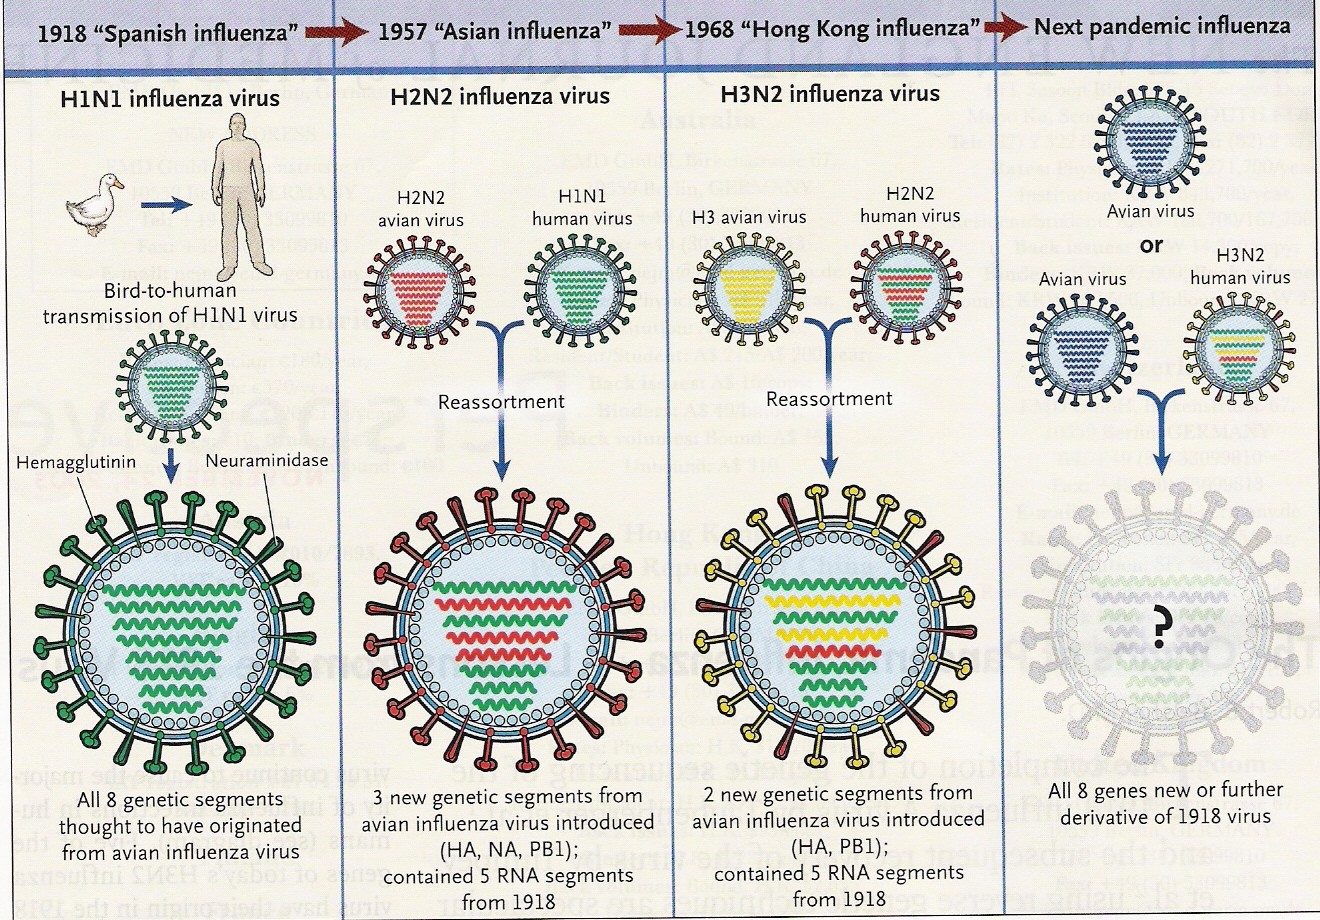 1918 “Spanish influenza”
1957 “Asian influenza”
1968 “Hong Kong influenza”
Next pandemic influenza
H1N1 influenza virus
Bird-to-human
transmission of H1N1 virus
Hemagglutinin
Neuraminidase
All 8 genetic segments
thought to have originated
from avian influenza virus
H2N2 influenza virus
H2N2
avian virus
H1N1
human virus
Reassortment
3 new genetic segments from
avian influenza virus introduced
(HA, NA, PB1);
contained 5 RNA segments
from 1918
H3N2 influenza virus
H3 avian virus
H2N2
human virus
Reassortment
2 new genetic segments from
avian influenza virus introduced
(HA, PB1);
contained 5 RNA segments
from 1918
Avian virus
or
Avian virus
H3N2
human virus
?
All 8 genes new or further
derivative of 1918 virus